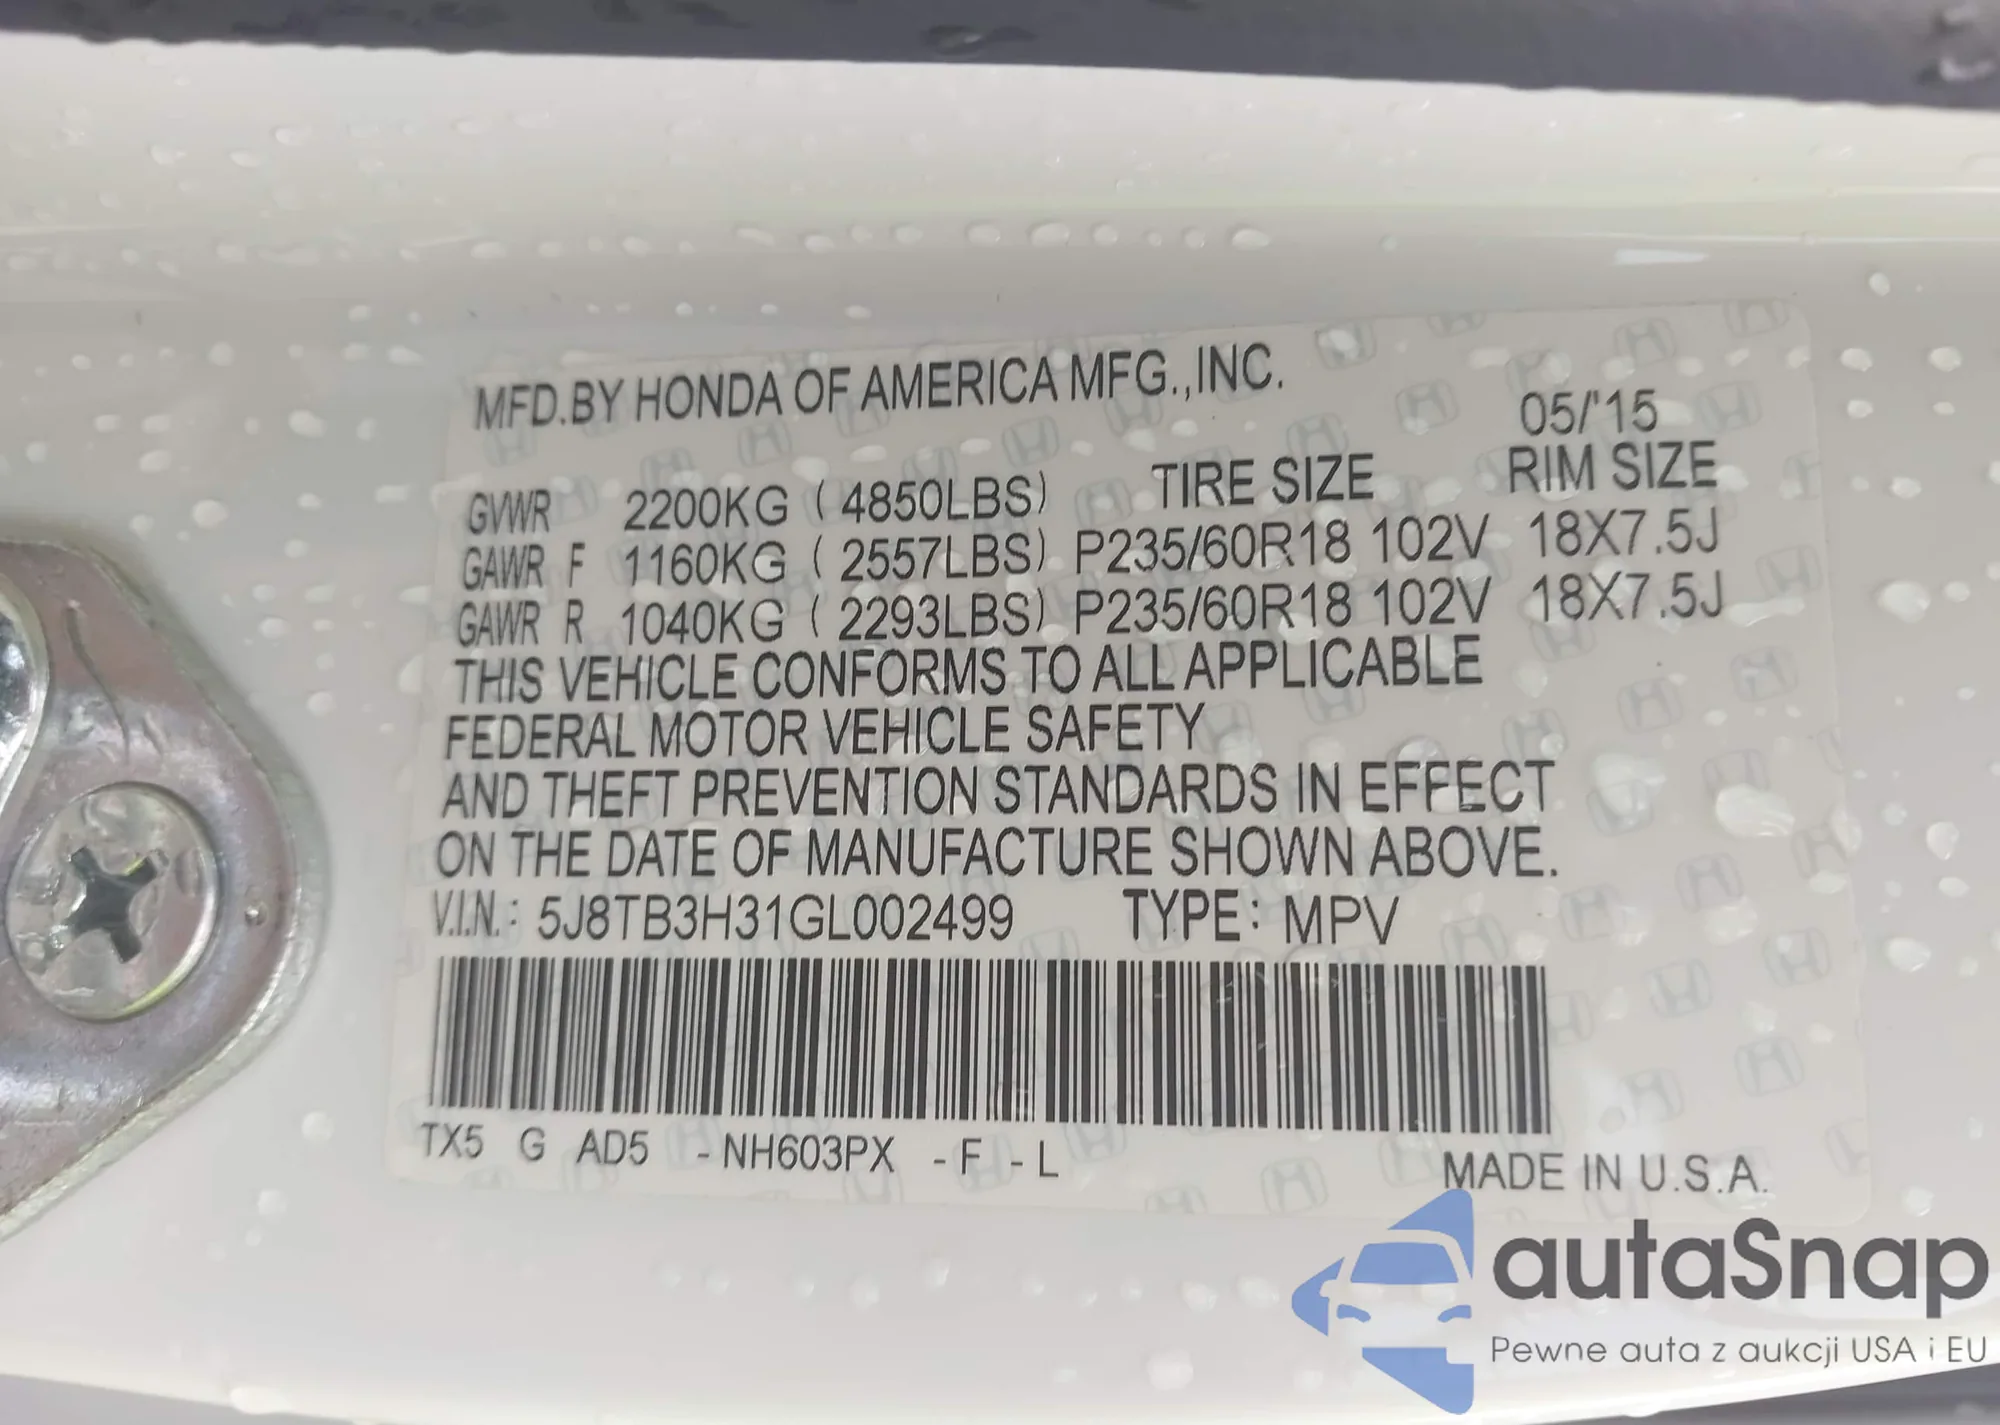 MFD.BY HONDA OF AMERICA MFG.,INC.
05/'15
GVWR 2200KG ( 4850LBS) TIRE SIZE RIM SIZE
GAWR F 1160KG ( 2557LBS) P235/60R18 102V 18X7.5J
GAWR R 1040KG ( 2293LBS) P235/60R18 102V 18X7.5J
THIS VEHICLE CONFORMS TO ALL APPLICABLE
FEDERAL MOTOR VEHICLE SAFETY
AND THEFT PREVENTION STANDARDS IN EFFECT
ON THE DATE OF MANUFACTURE SHOWN ABOVE.
V.I.N.: 5J8TB3H31GL002499 TYPE: MPV
TX5 G AD5 -NH603PX -F -L
MADE IN U.S.A.
autaSnap
Pewne auta z aukcji USA i EU